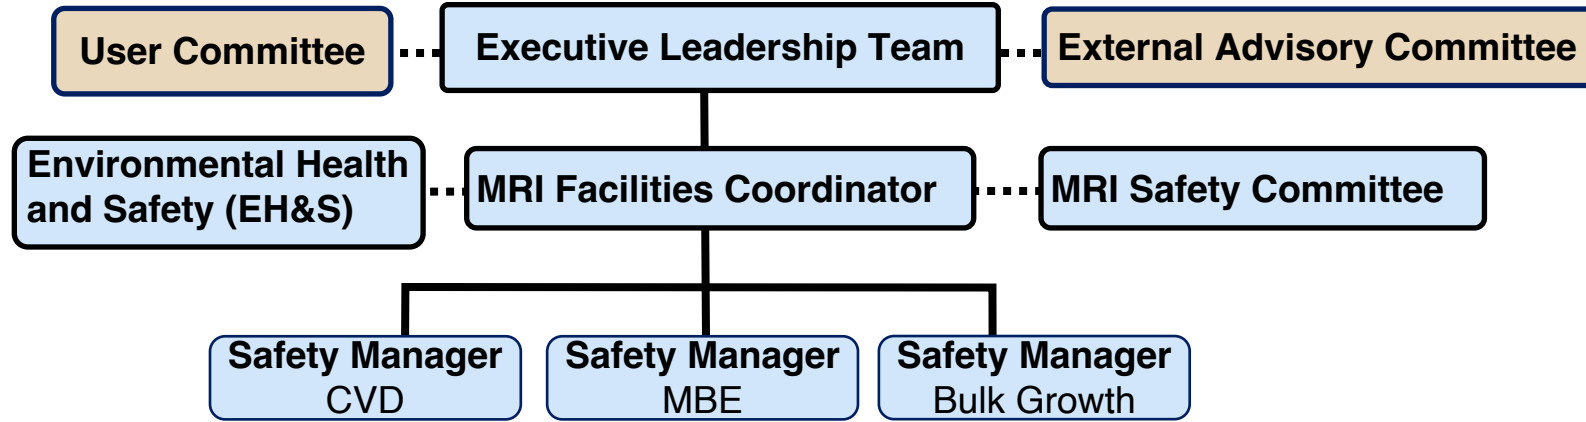 User Committee
Executive Leadership Team
External Advisory Committee
Environmental Health
and Safety (EH&S)
MRI Facilities Coordinator
MRI Safety Committee
Safety Manager
CVD
Safety Manager
MBE
Safety Manager
Bulk Growth